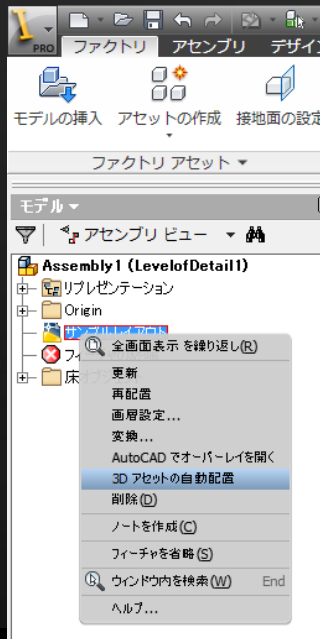 PRO
ファクトリ アセンブリ デザイン
モデルの挿入 アセットの作成 接地面の設定
ファクトリ アセット
モデル
アセンブリ ビュー
Assembly1 (LevelofDetail1)
リプレゼンテーション
Origin
サンプルレイアウト
全画面表示 を繰り返し(R)
更新
再配置
画層設定...
変換...
AutoCAD でオーバーレイを開く
3D アセットの自動配置
削除(D)
ノートを作成(C)
フィーチャを省略(S)
ウィンドウ内を検索(W) End
ヘルプ...